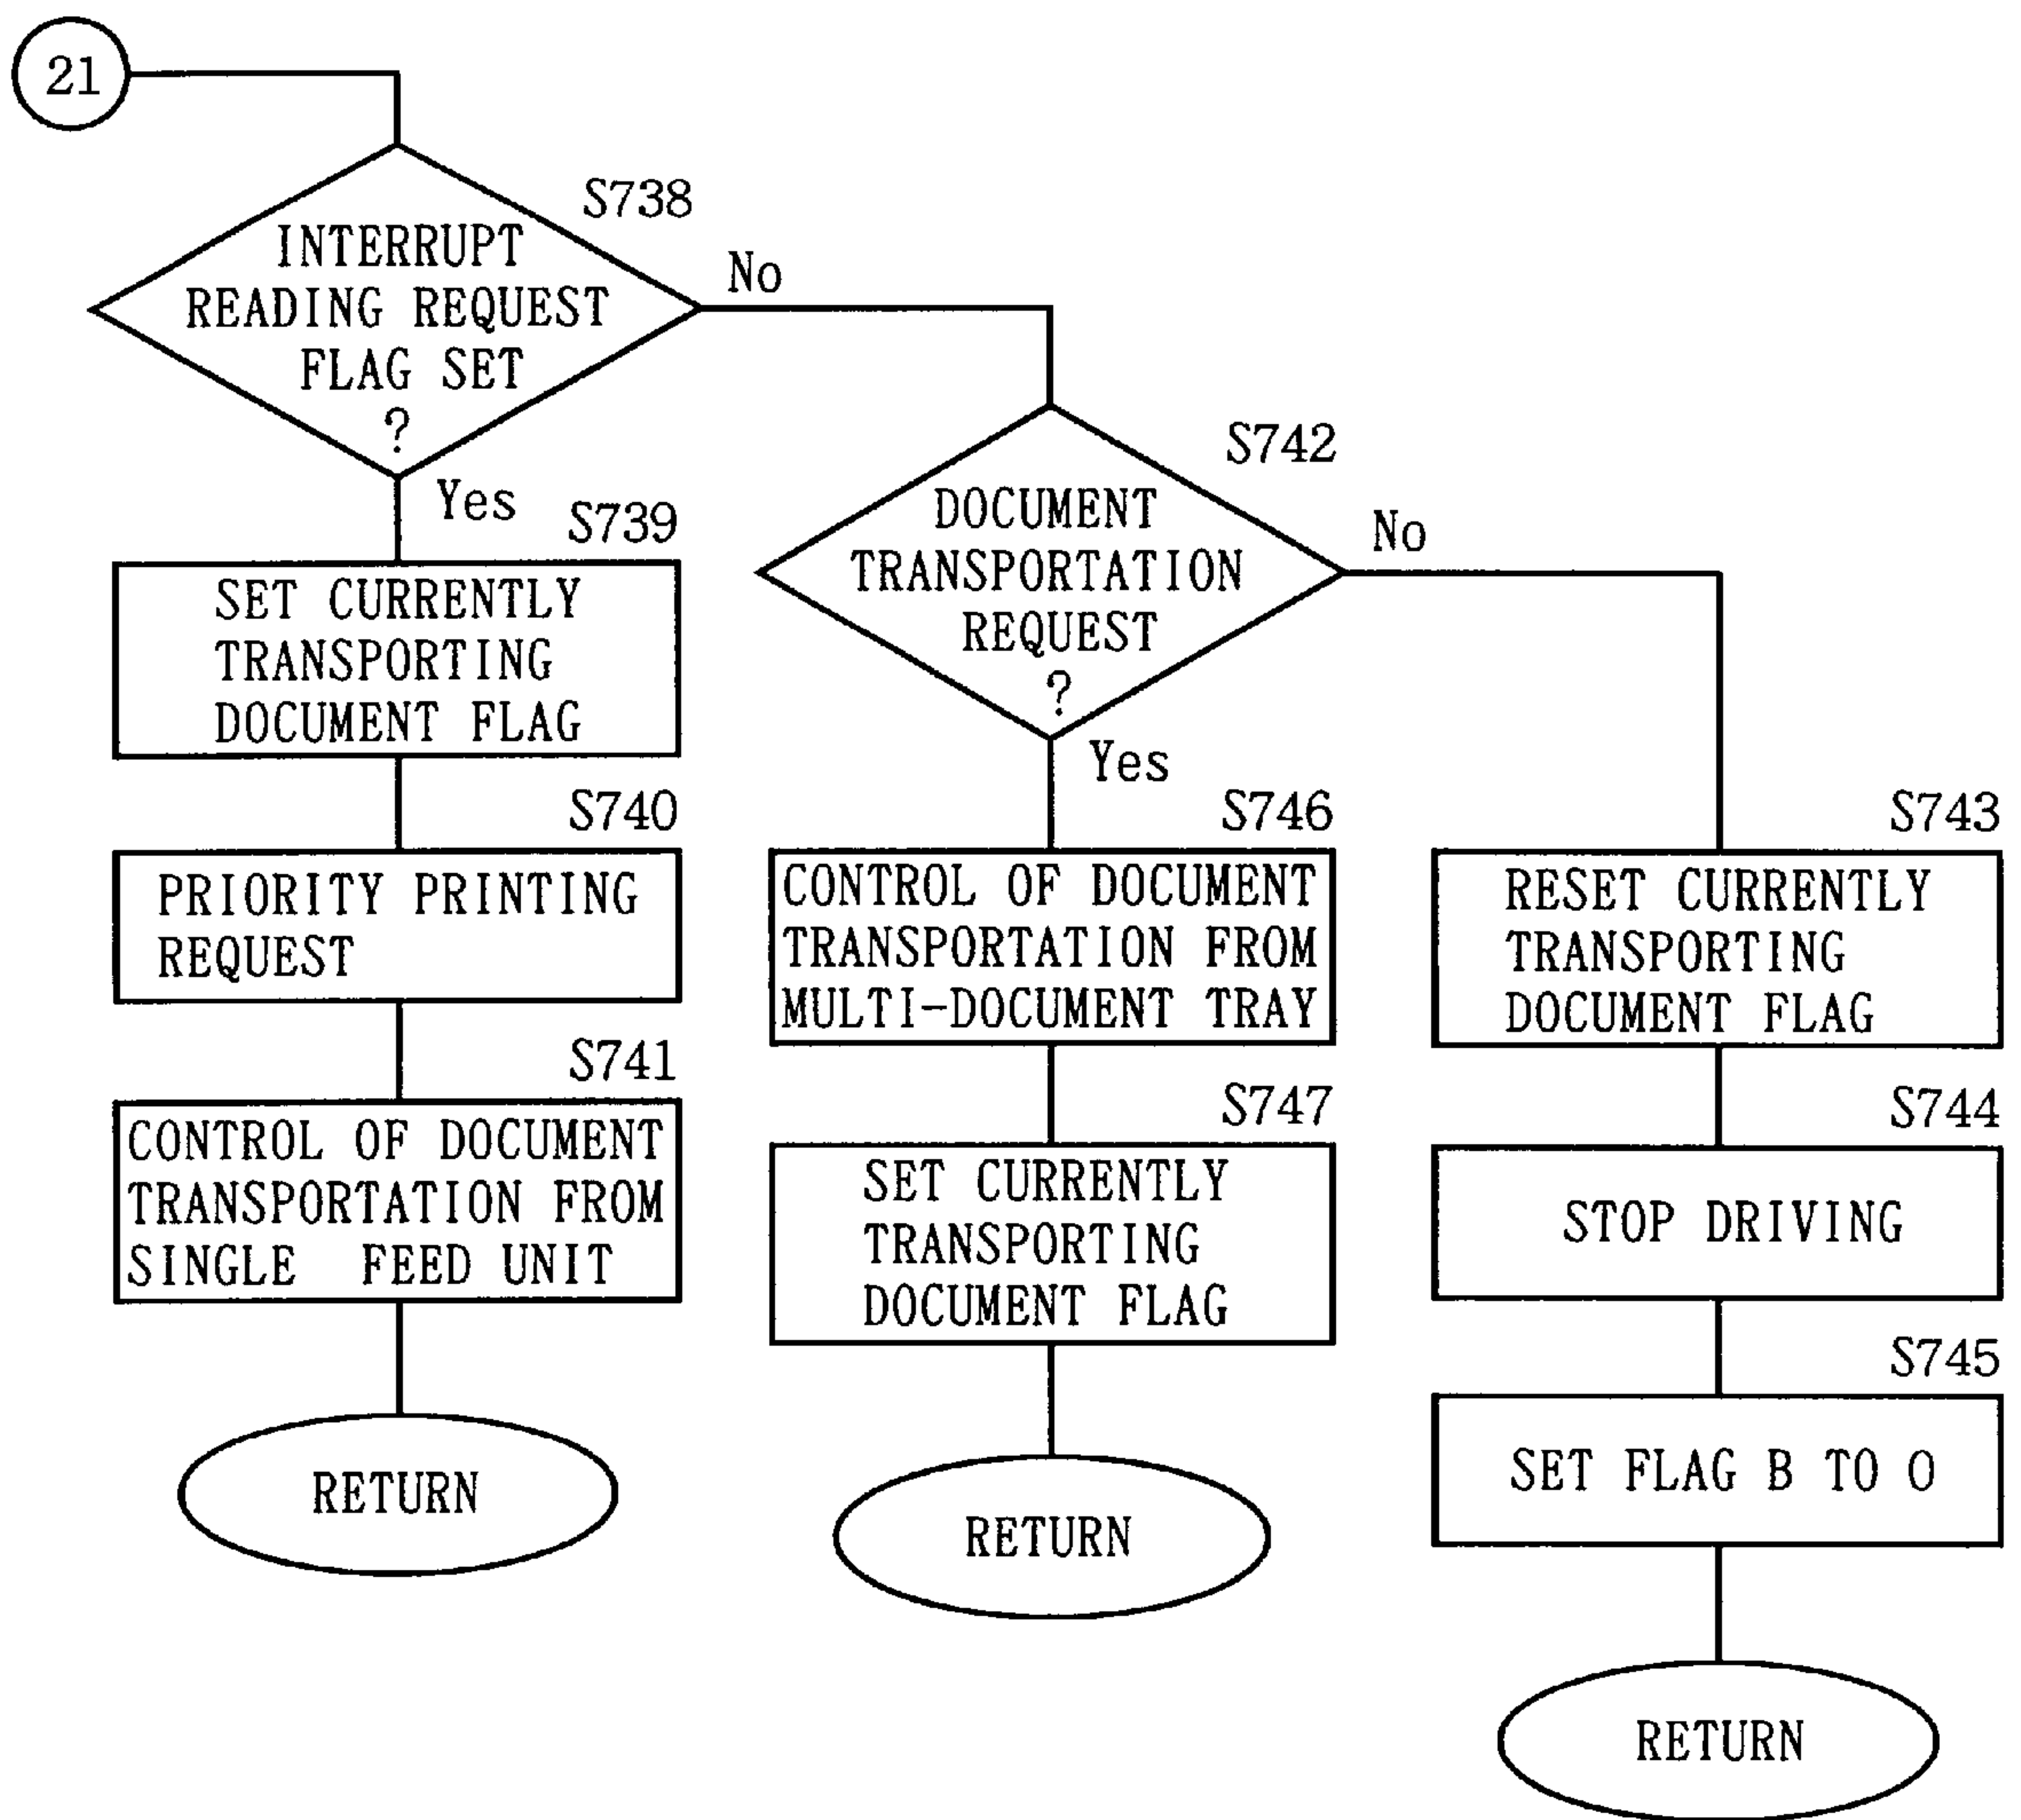 21
S738
INTERRUPT
READING REQUEST
FLAG SET
?
No
Yes
S739
SET CURRENTLY
TRANSPORTING
DOCUMENT FLAG
S740
PRIORITY PRINTING
REQUEST
S741
CONTROL OF DOCUMENT
TRANSPORTATION FROM
SINGLE FEED UNIT
RETURN
S742
DOCUMENT
TRANSPORTATION
REQUEST
?
No
Yes
S746
CONTROL OF DOCUMENT
TRANSPORTATION FROM
MULTI-DOCUMENT TRAY
S747
SET CURRENTLY
TRANSPORTING
DOCUMENT FLAG
RETURN
S743
RESET CURRENTLY
TRANSPORTING
DOCUMENT FLAG
S744
STOP DRIVING
S745
SET FLAG B TO 0
RETURN